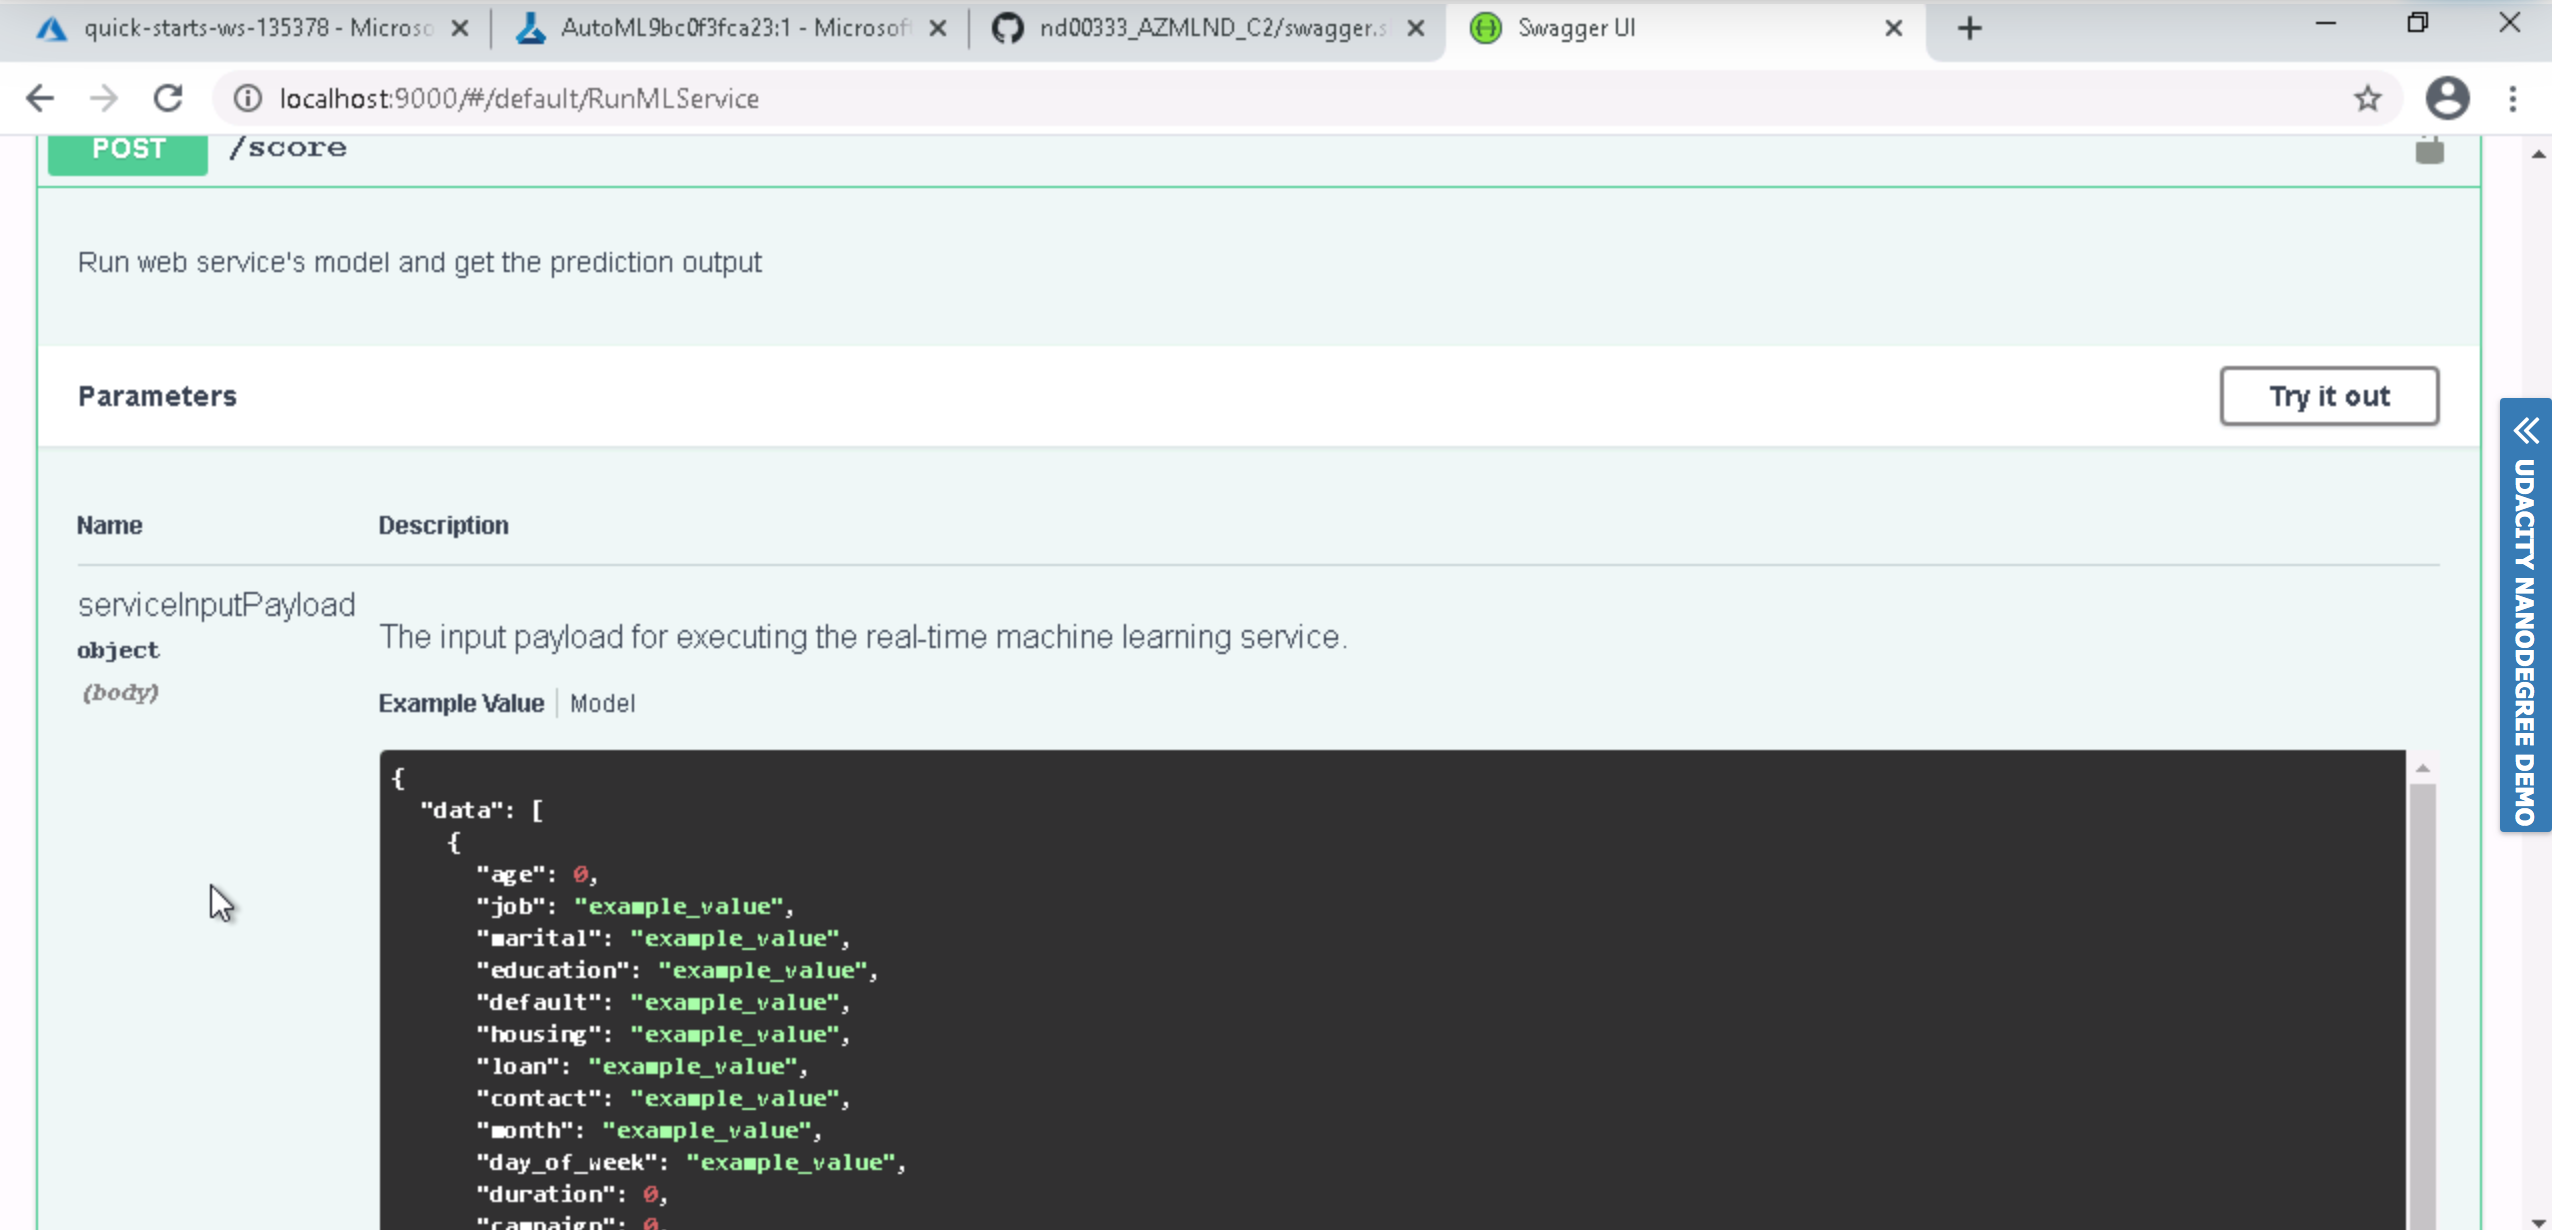 quick-starts-ws-135378 - Microso
AutoML9bc0f3fca23:1 - Microsof
nd00333_AZMLND_C2/swagger.s
Swagger UI
localhost:9000/#/default/RunMLService
POST /score
Run web service's model and get the prediction output
Parameters
Try it out
Name Description
serviceInputPayload
object
(body)
The input payload for executing the real-time machine learning service.
Example Value | Model
{
"data": [
{
"age": 0,
"job": "example_value",
"marital": "example_value",
"education": "example_value",
"default": "example_value",
"housing": "example_value",
"loan": "example_value",
"contact": "example_value",
"month": "example_value",
"day_of_week": "example_value",
"duration": 0,
"campaign": 0,
UDACITY NANODEGREE DEMO